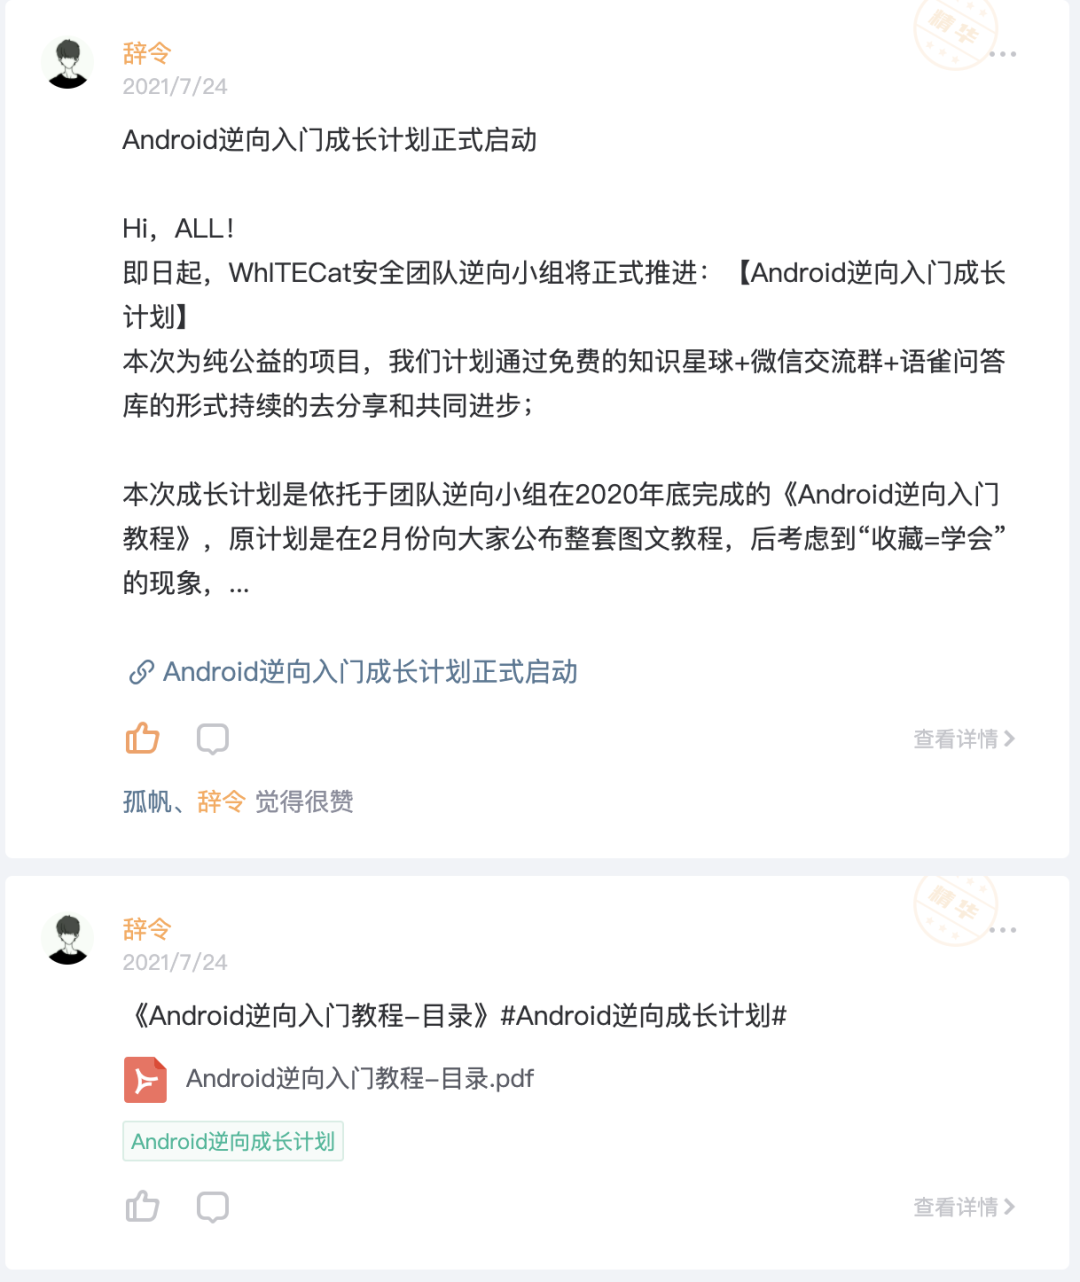 精华
辞令
2021/7/24
Android逆向入门成长计划正式启动
Hi，ALL！
即日起，WhITECat安全团队逆向小组将正式推进：【Android逆向入门成长
计划】
本次为纯公益的项目，我们计划通过免费的知识星球+微信交流群+语雀问答
库的形式持续的去分享和共同进步；
本次成长计划是依托于团队逆向小组在2020年底完成的《Android逆向入门
教程》，原计划是在2月份向大家公布整套图文教程，后考虑到“收藏=学会”
的现象，...
Android逆向入门成长计划正式启动
查看详情
孤帆、辞令 觉得很赞
精华
辞令
2021/7/24
《Android逆向入门教程-目录》#Android逆向成长计划#
Android逆向入门教程-目录.pdf
Android逆向成长计划
查看详情